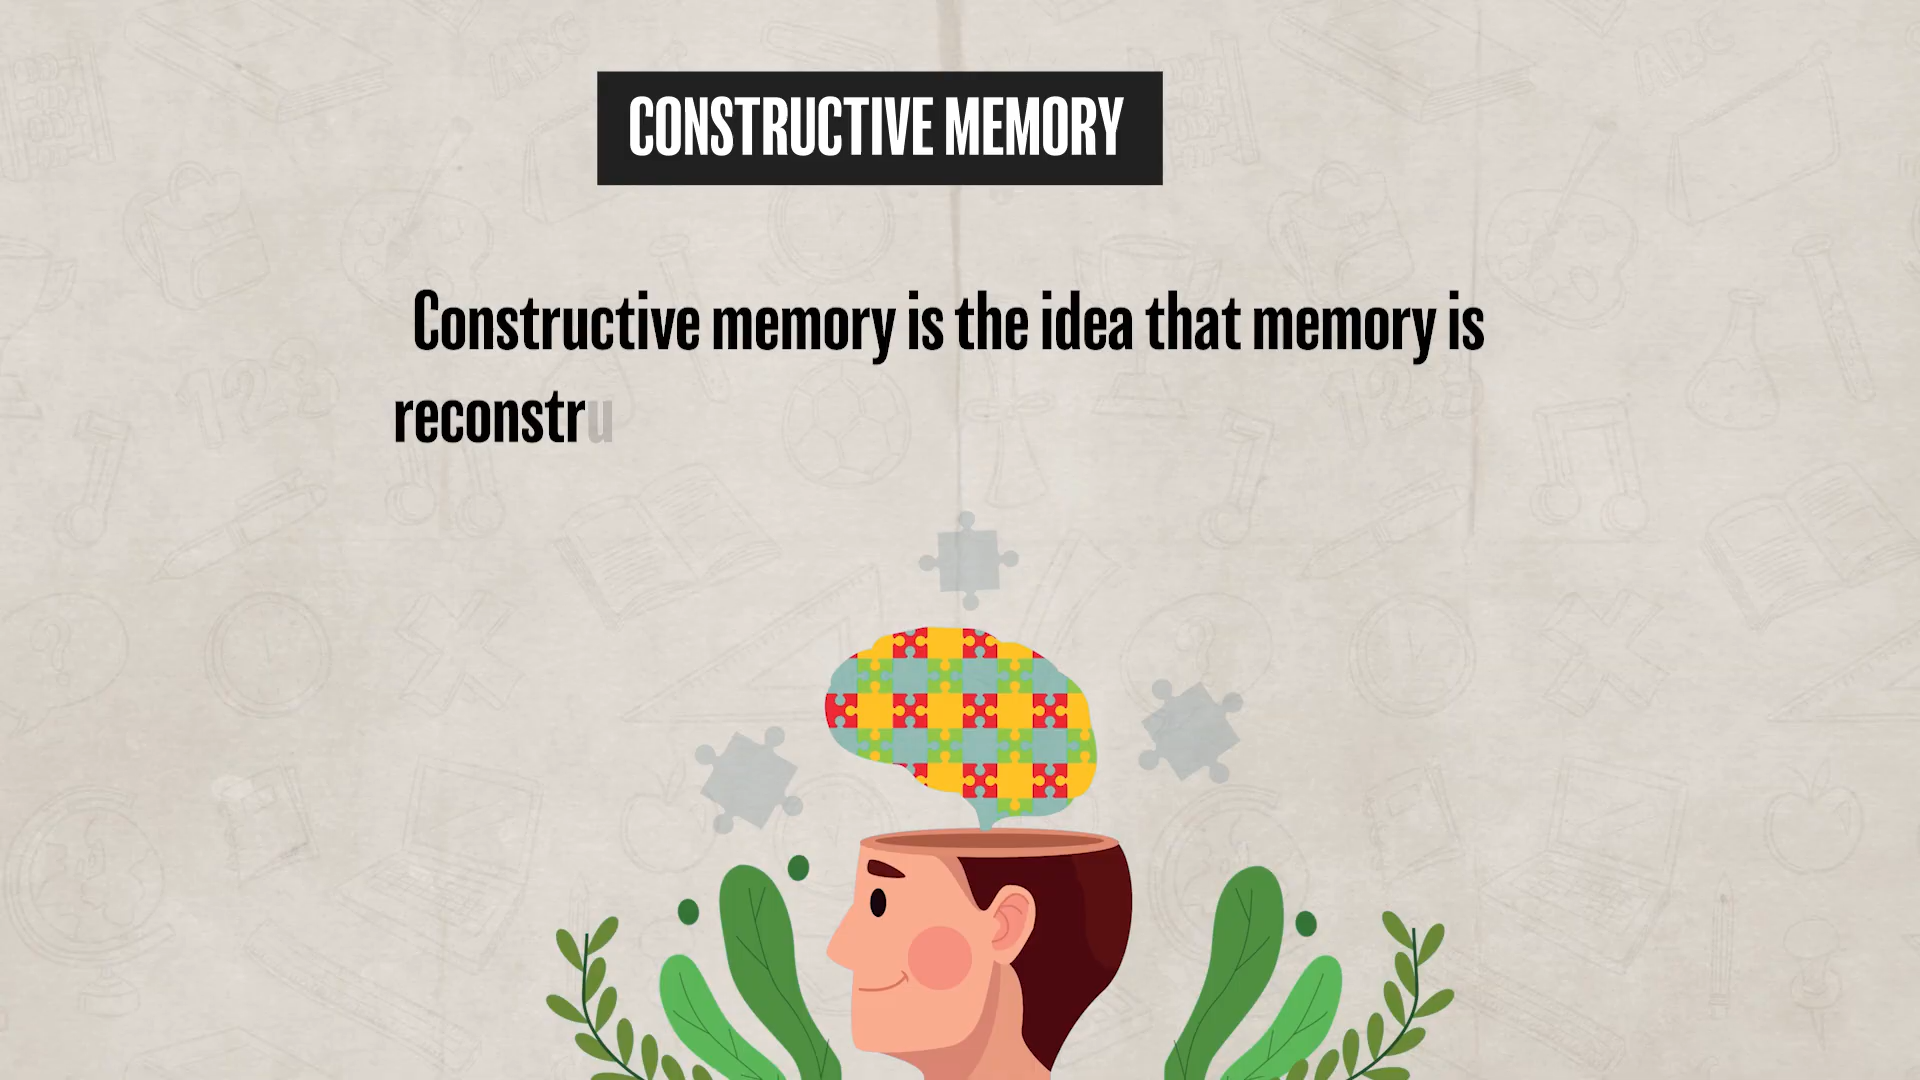 CONSTRUCTIVE MEMORY
Constructive memory is the idea that memory is
reconstru